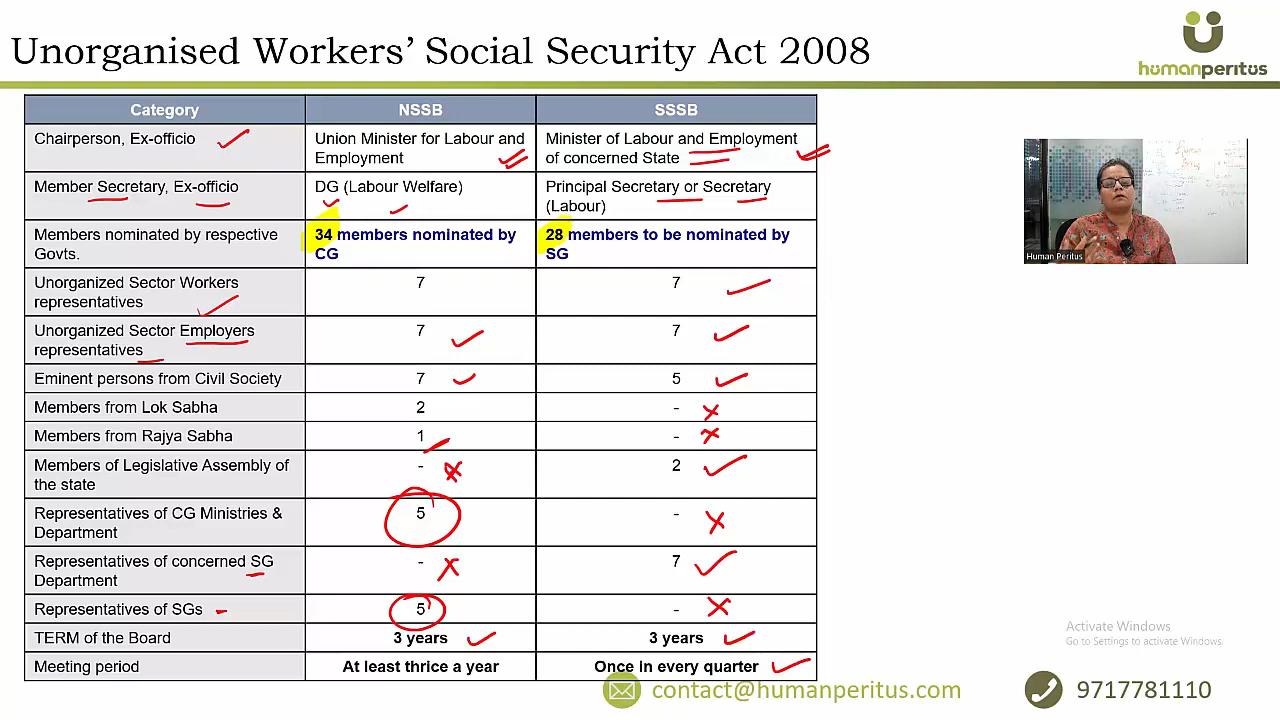 Unorganised Workers' Social Security Act 2008
humanperitus
Category NSSB SSSB
Chairperson, Ex-officio Union Minister for Labour and Minister of Labour and Employment
Employment of concerned State
Member Secretary, Ex-officio DG (Labour Welfare) Principal Secretary or Secretary
(Labour)
Members nominated by respective 34 members nominated by 28 members to be nominated by
Govts. CG SG
Unorganized Sector Workers 7 7
representatives
Unorganized Sector Employers 7 7
representatives
Eminent persons from Civil Society 7 5
Members from Lok Sabha 2 -
Members from Rajya Sabha 1 -
Members of Legislative Assembly of - 2
the state
Representatives of CG Ministries & 5 -
Department
Representatives of concerned SG - 7
Department
Representatives of SGs 5 -
TERM of the Board 3 years 3 years
Meeting period At least thrice a year Once in every quarter
Human Peritus
Activate Windows
Go to Settings to activate Windows.
contact@humanperitus.com 9717781110